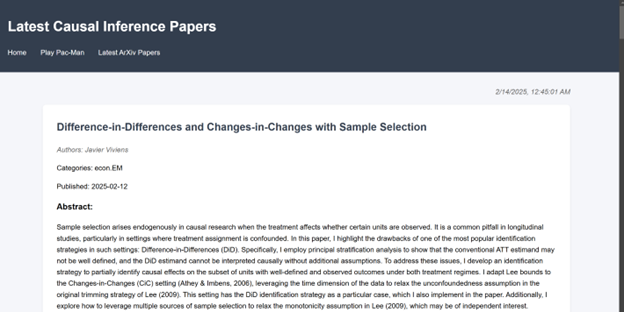 Latest Causal Inference Papers
Home Play Pac-Man Latest ArXiv Papers
2/14/2025, 12:45:01 AM
Difference-in-Differences and Changes-in-Changes with Sample Selection
Authors: Javier Viviens
Categories: econ.EM
Published: 2025-02-12
Abstract:
Sample selection arises endogenously in causal research when the treatment affects whether certain units are observed. It is a common pitfall in longitudinal
studies, particularly in settings where treatment assignment is confounded. In this paper, I highlight the drawbacks of one of the most popular identification
strategies in such settings: Difference-in-Differences (DiD). Specifically, I employ principal stratification analysis to show that the conventional ATT estimand may
not be well defined, and the DiD estimand cannot be interpreted causally without additional assumptions. To address these issues, I develop an identification
strategy to partially identify causal effects on the subset of units with well-defined and observed outcomes under both treatment regimes. I adapt Lee bounds to
the Changes-in-Changes (CiC) setting (Athey & Imbens, 2006), leveraging the time dimension of the data to relax the unconfoundedness assumption in the
original trimming strategy of Lee (2009). This setting has the DiD identification strategy as a particular case, which I also implement in the paper. Additionally, I
explore how to leverage multiple sources of sample selection to relax the monotonicity assumption in Lee (2009), which may be of independent interest.